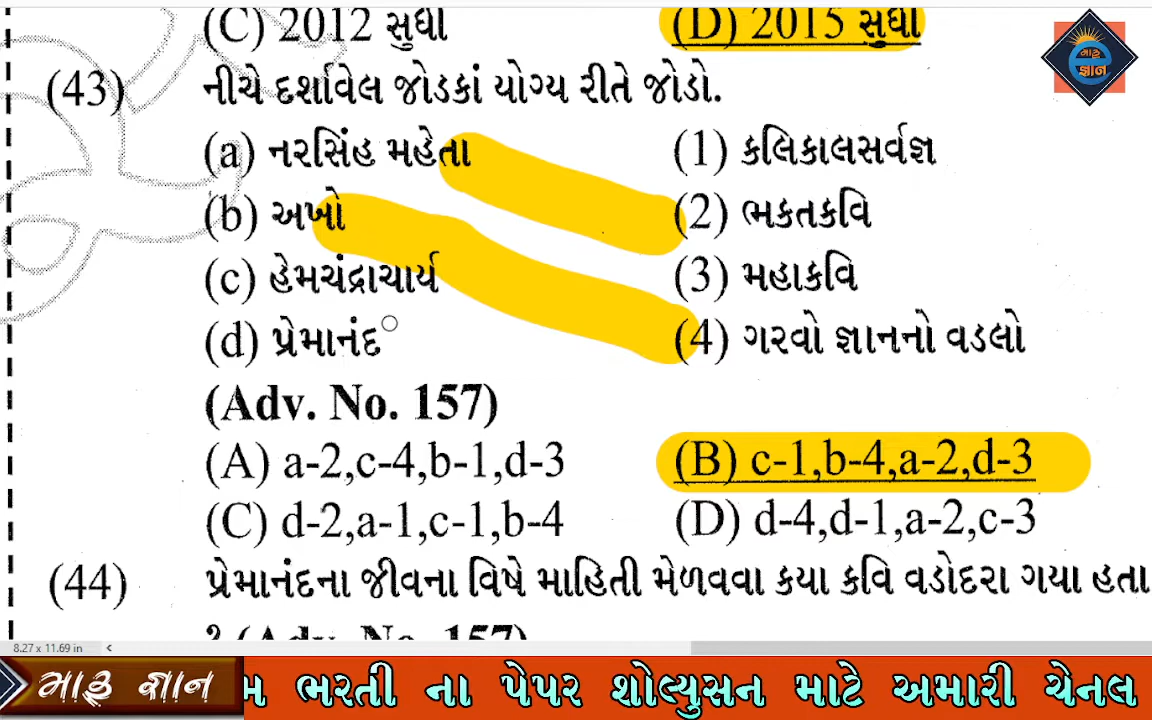 (C) 2012 સુધી (D) 2015 સુધી
મારૂ
જ્ઞાન
(43) નીચે દર્શાવેલ જોડકાં યોગ્ય રીતે જોડો.
(a) નરસિંહ મહેતા (1) કલિકાલસર્વજ્ઞ
(b) અખો (2) ભકતકવિ
(c) હેમચંદ્રાચાર્ય (3) મહાકવિ
(d) પ્રેમાનંદ (4) ગરવો જ્ઞાનનો વડલો
(Adv. No. 157)
(A) a-2,c-4,b-1,d-3 (B) c-1,b-4,a-2,d-3
(C) d-2,a-1,c-1,b-4 (D) d-4,d-1,a-2,c-3
(44) પ્રેમાનંદના જીવના વિષે માહિતી મેળવવા કયા કવિ વડોદરા ગયા હતા
? (Adv. No. 157)
8.27 x 11.69 in
મારૂ જ્ઞાન ભરતી ના પેપર શોલ્યુસન માટે અમારી ચેનલ